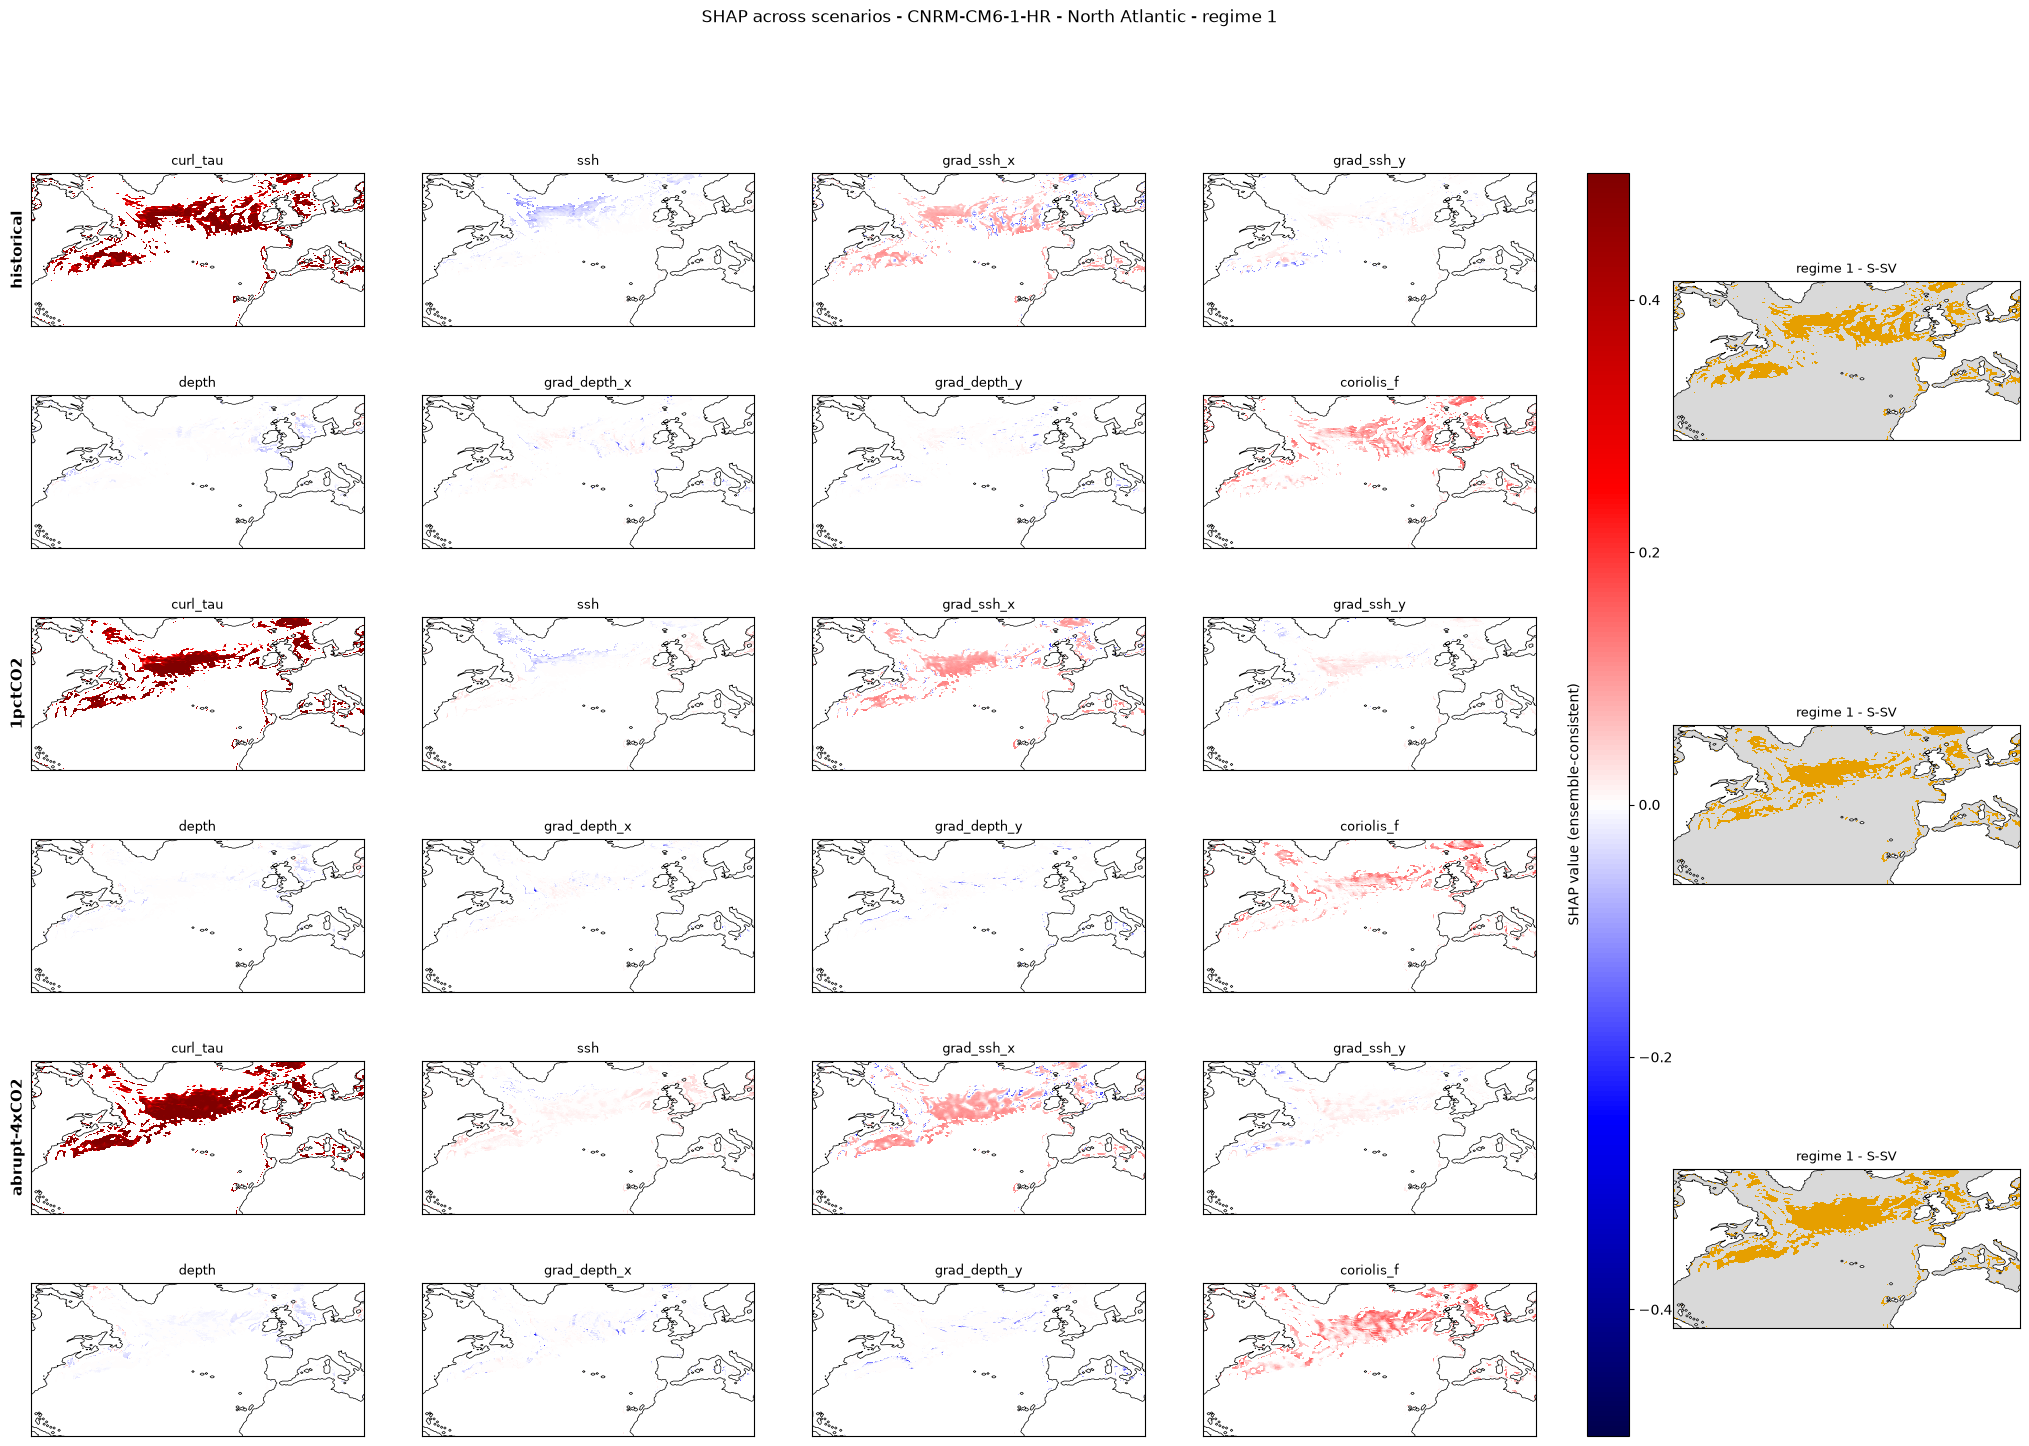 SHAP across scenarios - CNRM-CM6-1-HR - North Atlantic - regime 1
curl_tau
ssh
grad_ssh_x
grad_ssh_y
historical
depth
grad_depth_x
grad_depth_y
coriolis_f
curl_tau
ssh
grad_ssh_x
grad_ssh_y
1pctCO2
depth
grad_depth_x
grad_depth_y
coriolis_f
curl_tau
ssh
grad_ssh_x
grad_ssh_y
abrupt-4xCO2
depth
grad_depth_x
grad_depth_y
coriolis_f
SHAP value (ensemble-consistent)
0.4
0.2
0.0
−0.2
−0.4
regime 1 - S-SV
regime 1 - S-SV
regime 1 - S-SV